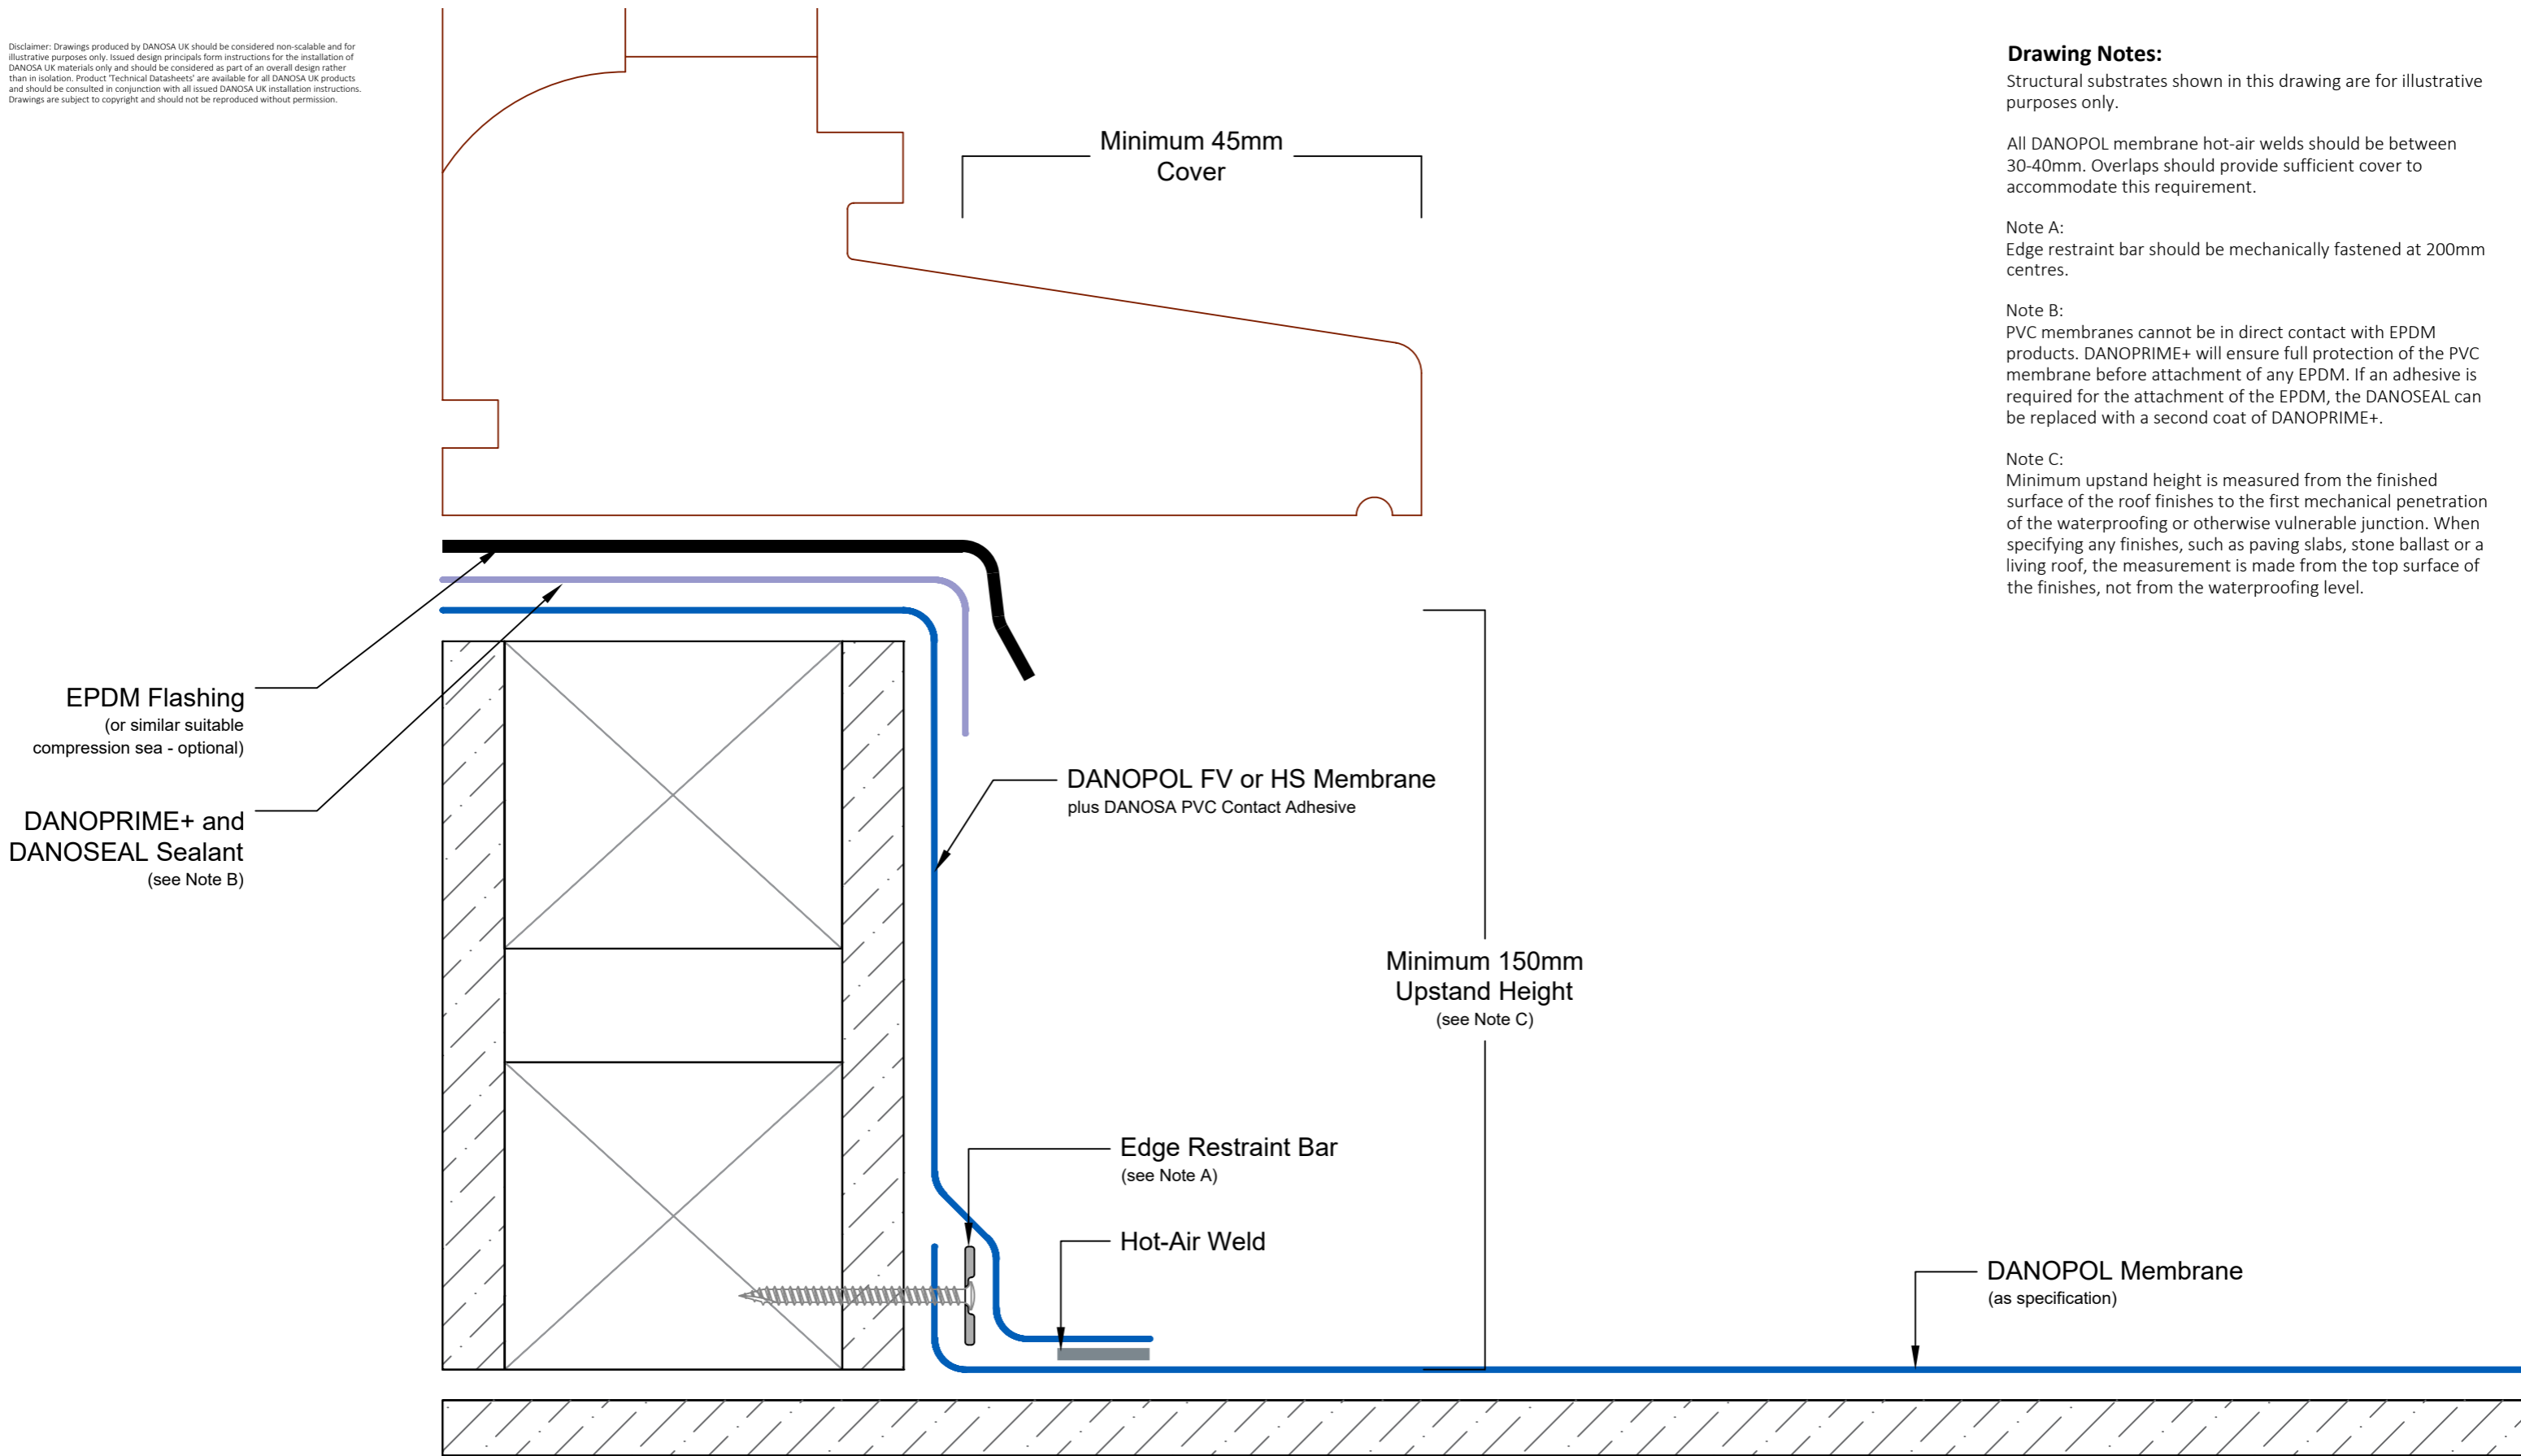 Disclaimer: Drawings produced by DANOSA UK should be considered non-scalable and for
illustrative purposes only. Issued design principals form instructions for the installation of
DANOSA UK materials only and should be considered as part of an overall design rather
than in isolation. Product 'Technical Datasheets' are available for all DANOSA UK products
and should be consulted in conjunction with all issued DANOSA UK installation instructions.
Drawings are subject to copyright and should not be reproduced without permission.
Drawing Notes:
Structural substrates shown in this drawing are for illustrative
purposes only.
All DANOPOL membrane hot-air welds should be between
30-40mm. Overlaps should provide sufficient cover to
accommodate this requirement.
Note A:
Edge restraint bar should be mechanically fastened at 200mm
centres.
Note B:
PVC membranes cannot be in direct contact with EPDM
products. DANOPRIME+ will ensure full protection of the PVC
membrane before attachment of any EPDM. If an adhesive is
required for the attachment of the EPDM, the DANOSEAL can
be replaced with a second coat of DANOPRIME+.
Note C:
Minimum upstand height is measured from the finished
surface of the roof finishes to the first mechanical penetration
of the waterproofing or otherwise vulnerable junction. When
specifying any finishes, such as paving slabs, stone ballast or a
living roof, the measurement is made from the top surface of
the finishes, not from the waterproofing level.
Minimum 45mm
Cover
EPDM Flashing
(or similar suitable
compression sea - optional)
DANOPRIME+ and
DANOSEAL Sealant
(see Note B)
DANOPOL FV or HS Membrane
plus DANOSA PVC Contact Adhesive
Minimum 150mm
Upstand Height
(see Note C)
Edge Restraint Bar
(see Note A)
Hot-Air Weld
DANOPOL Membrane
(as specification)